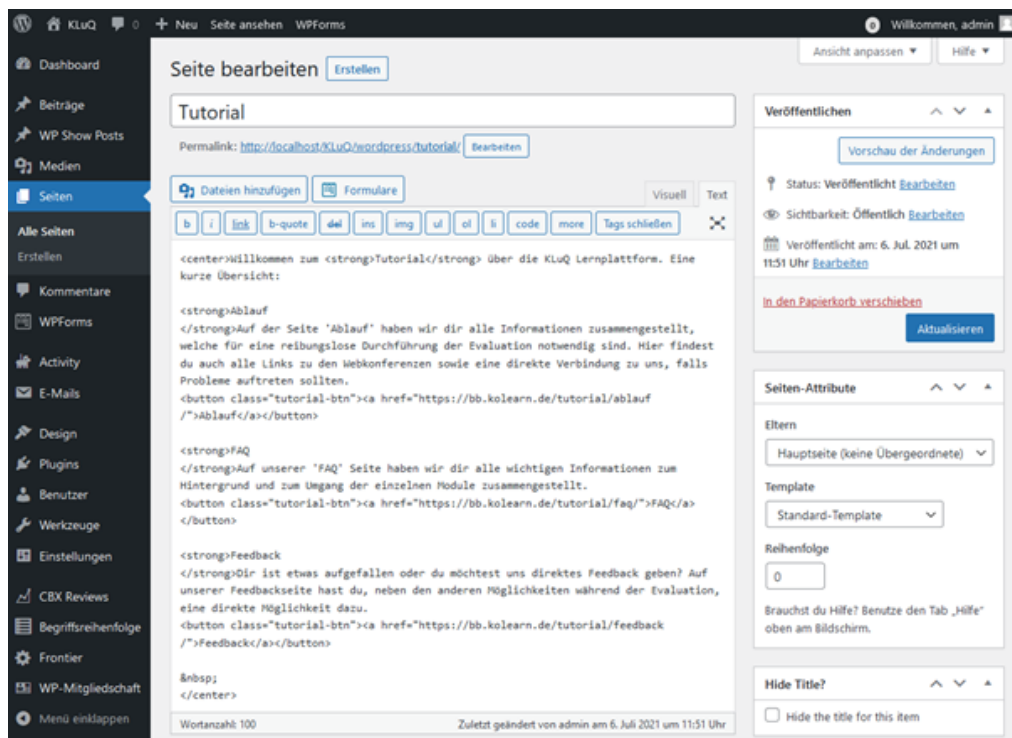 KLuQ 0 + Neu Seite ansehen WPForms 0 Willkommen, admin
Ansicht anpassen ▼ Hilfe ▼
Dashboard
Beiträge
WP Show Posts
Medien
Seiten
Alle Seiten
Erstellen
Kommentare
WPForms
Activity
E-Mails
Design
Plugins
Benutzer
Werkzeuge
Einstellungen
CBX Reviews
Begriffsreihenfolge
Frontier
WP-Mitgliedschaft
Menü einklappen
Seite bearbeiten Erstellen
Tutorial
Permalink: http://localhost/KLuQ/wordpress/tutorial/ Bearbeiten
Dateien hinzufügen Formulare
Visuell Text
b i link b-quote del ins img ul ol li code more Tags schließen
<center>Willkommen zum <strong>Tutorial</strong> über die KLuQ Lernplattform. Eine
kurze Übersicht:
<strong>Ablauf
</strong>Auf der Seite 'Ablauf' haben wir dir alle Informationen zusammengestellt,
welche für eine reibungslose Durchführung der Evaluation notwendig sind. Hier findest
du auch alle Links zu den Webkonferenzen sowie eine direkte Verbindung zu uns, falls
Probleme auftreten sollten.
<button class="tutorial-btn"><a href="https://bb.kolearn.de/tutorial/ablauf
/">Ablauf</a></button>
<strong>FAQ
</strong>Auf unserer 'FAQ' Seite haben wir dir alle wichtigen Informationen zum
Hintergrund und zum Umgang der einzelnen Module zusammengestellt.
<button class="tutorial-btn"><a href="https://bb.kolearn.de/tutorial/faq/">FAQ</a>
</button>
<strong>Feedback
</strong>Dir ist etwas aufgefallen oder du möchtest uns direktes Feedback geben? Auf
unserer Feedbackseite hast du, neben den anderen Möglichkeiten während der Evaluation,
eine direkte Möglichkeit dazu.
<button class="tutorial-btn"><a href="https://bb.kolearn.de/tutorial/feedback
/">Feedback</a></button>
&nbsp;
</center>
Wortanzahl: 100 Zuletzt geändert von admin am 6. Juli 2021 um 11:51 Uhr
Veröffentlichen
Vorschau der Änderungen
Status: Veröffentlicht Bearbeiten
Sichtbarkeit: Öffentlich Bearbeiten
Veröffentlicht am: 6. Jul. 2021 um
11:51 Uhr Bearbeiten
In den Papierkorb verschieben
Aktualisieren
Seiten-Attribute
Eltern
Hauptseite (keine Übergeordnete)
Template
Standard-Template
Reihenfolge
0
Brauchst du Hilfe? Benutze den Tab „Hilfe“
oben am Bildschirm.
Hide Title?
Hide the title for this item